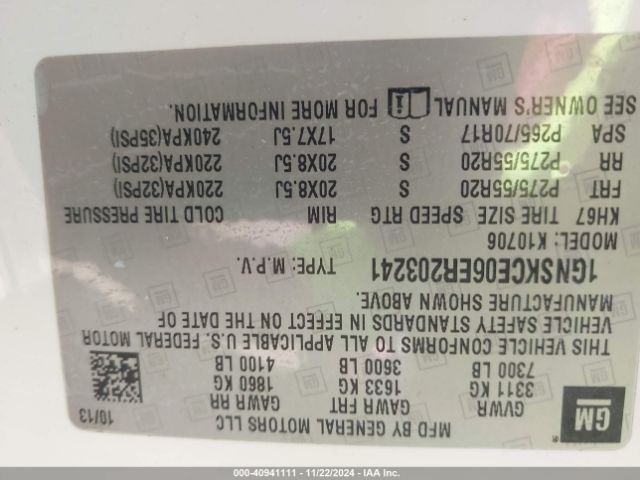 GM
MFD BY GENERAL MOTORS LLC 10/13
GVWR GAWR FRT GAWR RR
3311 KG 1633 KG 1860 KG
7300 LB 3600 LB 4100 LB
THIS VEHICLE CONFORMS TO ALL APPLICABLE U.S. FEDERAL MOTOR
VEHICLE SAFETY STANDARDS IN EFFECT ON THE DATE OF
MANUFACTURE SHOWN ABOVE.
1GNSKCE06ER203241 TYPE: M.P.V.
MODEL: K10706
KH67 TIRE SIZE SPEED RTG RIM COLD TIRE PRESSURE
FRT P275/55R20 S 20X8.5J 220KPA(32PSI)
RR P275/55R20 S 20X8.5J 220KPA(32PSI)
SPA P265/70R17 S 17X7.5J 240KPA(35PSI)
SEE OWNER'S MANUAL FOR MORE INFORMATION.
000-40941111 - 11/22/2024 - IAA Inc.